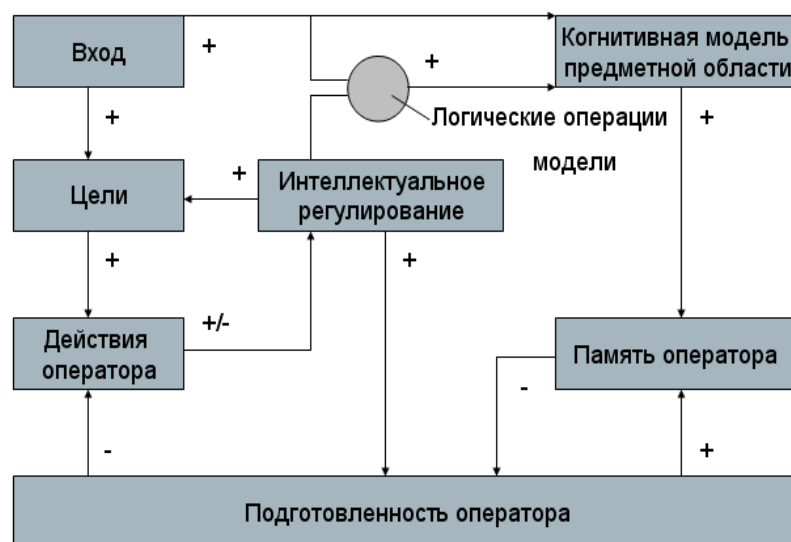 Вход
+
+
Когнитивная модель
предметной области
+
Логические операции
модели
+
Цели
+
Интеллектуальное
регулирование
+
+
+/-
Действия
оператора
Память оператора
-
-
+
Подготовленность оператора